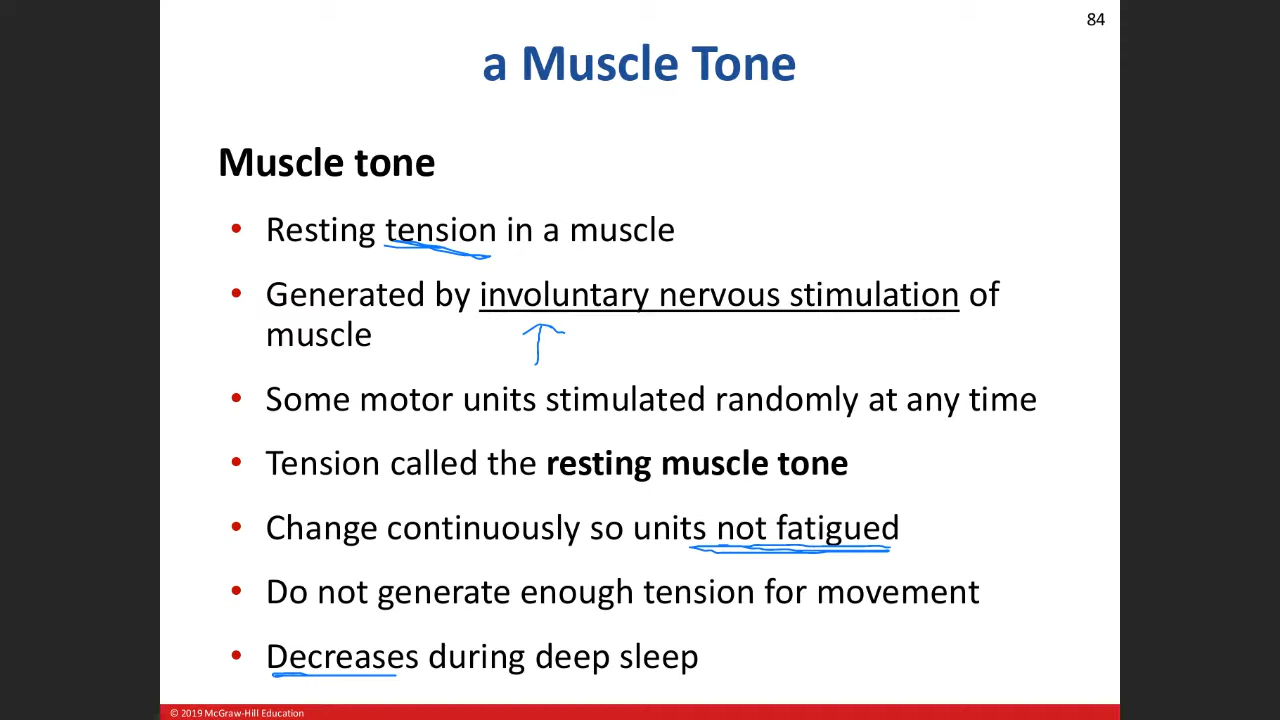 84
a Muscle Tone
Muscle tone
• Resting tension in a muscle
• Generated by involuntary nervous stimulation of
muscle
• Some motor units stimulated randomly at any time
• Tension called the resting muscle tone
• Change continuously so units not fatigued
• Do not generate enough tension for movement
• Decreases during deep sleep
© 2019 McGraw-Hill Education